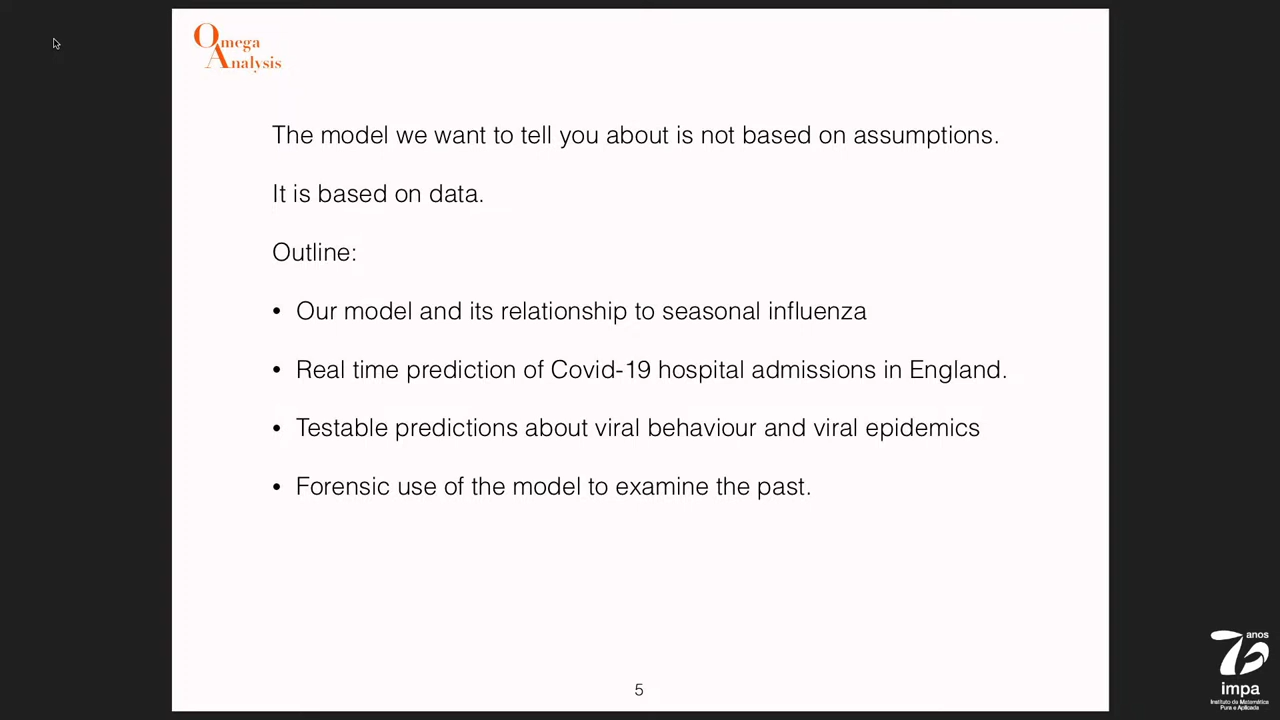 Omega
Analysis
The model we want to tell you about is not based on assumptions.
It is based on data.
Outline:
• Our model and its relationship to seasonal influenza
• Real time prediction of Covid-19 hospital admissions in England.
• Testable predictions about viral behaviour and viral epidemics
• Forensic use of the model to examine the past.
5
70 anos
impa
Instituto de Matemática
Pura e Aplicada